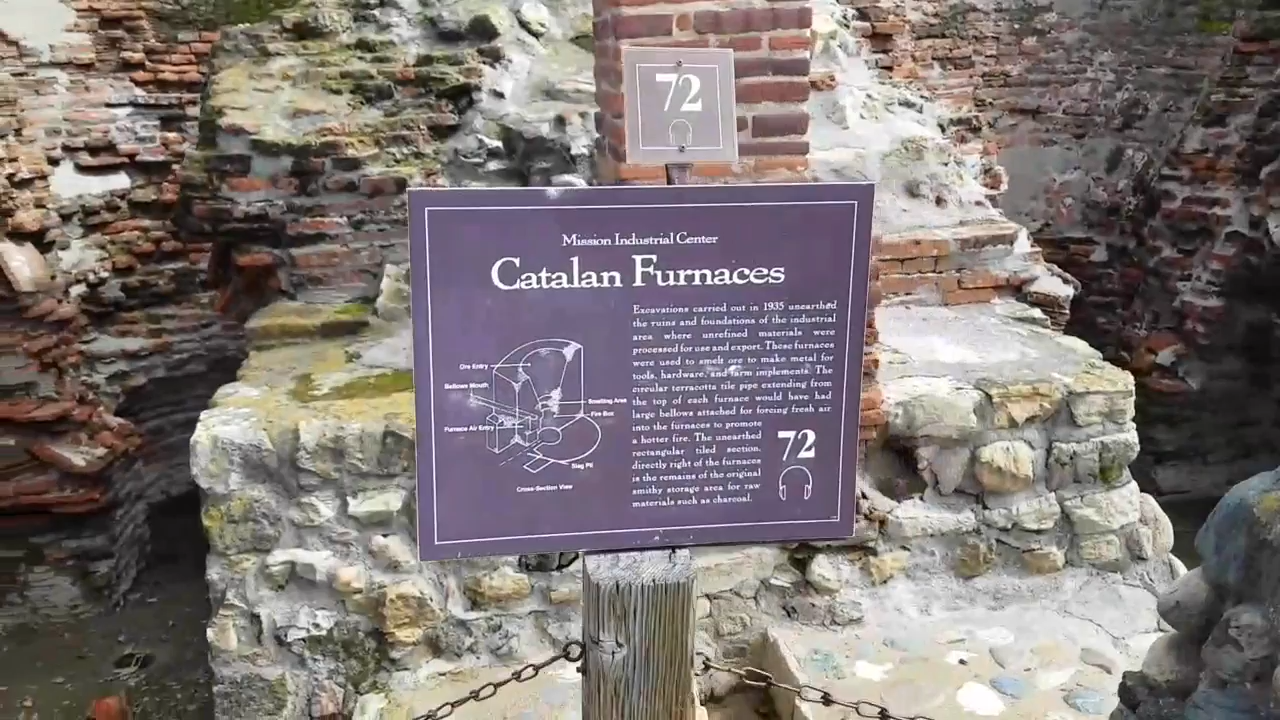 72
Mission Industrial Center
Catalan Furnaces
Excavations carried out in 1935 unearthed
the ruins and foundations of the industrial
area where unrefined materials were
processed for use and export. These furnaces
were used to smelt ore to make metal for
tools, hardware, and farm implements. The
circular terracotta tile pipe extending from
the top of each furnace would have had
large bellows attached for forcing fresh air
into the furnaces to promote
a hotter fire. The unearthed
rectangular tiled section,
directly right of the furnaces
is the remains of the original
smithy storage area for raw
materials such as charcoal.
Ore Entry
Bellows Mouth
Furnace Air Entry
Smelting Area
Fire Box
Slag Pit
Cross-Section View
72